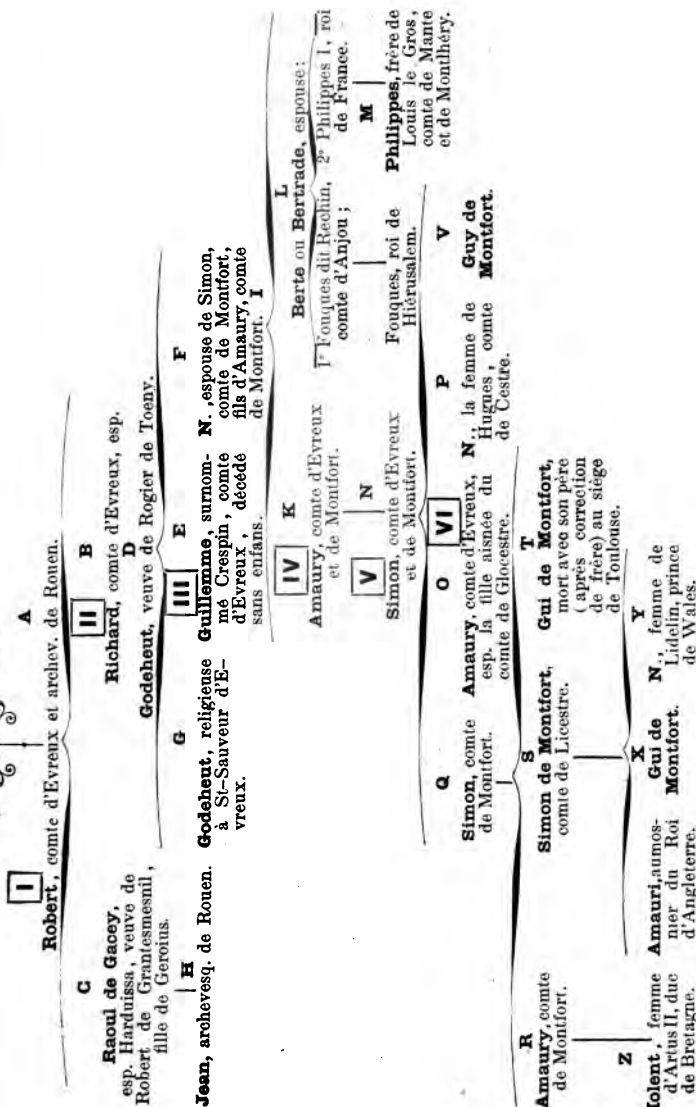 I
Robert, comte d'Evreux et archev. de Rouen.
A
C
Raoul de Gacey,
esp. Harduissa, veuve de
Robert de Grantesmesnil,
fille de Geroius.
II
B
Richard, comte d'Evreux, esp.
D
Godeheut, veuve de Rogier de Toeny.
H
Jean, archevesq. de Rouen.
G
Godeheut, religieuse
à St-Sauveur d'E-
vreux.
III
E
Guillemme, surnom-
mé Crespin, comte
d'Evreux, décédé
sans enfans.
F
N., espouse de Simon,
comte de Montfort,
fils d'Amaury, comte
de Montfort.
I
IV
K
Amaury, comte d'Evreux
et de Montfort.
L
Berte ou Bertrade, espouse:
1º Fouques dit Rechin,
comte d'Anjou;
2º Philippes I, roi
de France.
V
N
Simon, comte d'Evreux
et de Montfort.
Fouques, roi de
Hiérusalem.
M
Philippes, frère de
Louis le Gros,
comte de Mante
et de Montlhéry.
VI
Q
Simon, comte
de Montfort.
O
Amaury, comte d'Evreux,
esp. la fille aisnée du
comte de Glocestre.
P
N., la femme de
Hugues, comte
de Cestre.
V
Guy de
Montfort.
R
Amaury, comte
de Montfort.
S
Simon de Montfort,
comte de Licestre.
T
Gui de Montfort,
mort avec son père
(après correction
de frère) au siège
de Toulouse.
Z
Iolent, femme
d'Artus II, duc
de Bretagne.
Amauri, aumos-
nier du Roi
d'Angleterre.
X
Gui de
Montfort.
Y
N., femme de
Lidelin, prince
de Wales.